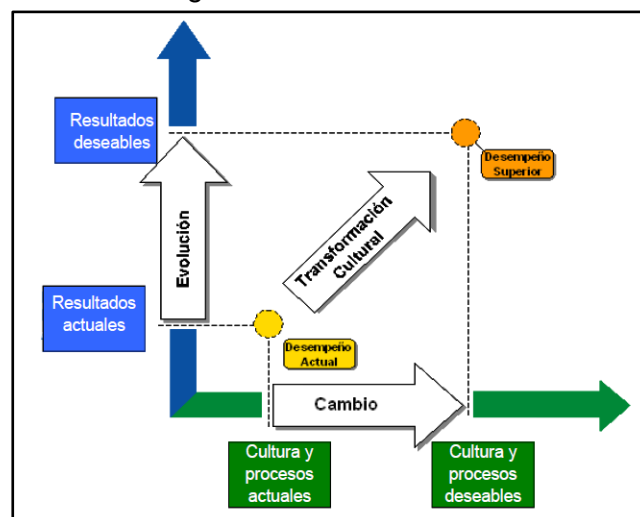 Resultados
deseables
Desempeño
Superior
Evolución
Transformación
Cultural
Resultados
actuales
Desempeño
Actual
Cambio
Cultura y
procesos
actuales
Cultura y
procesos
deseables